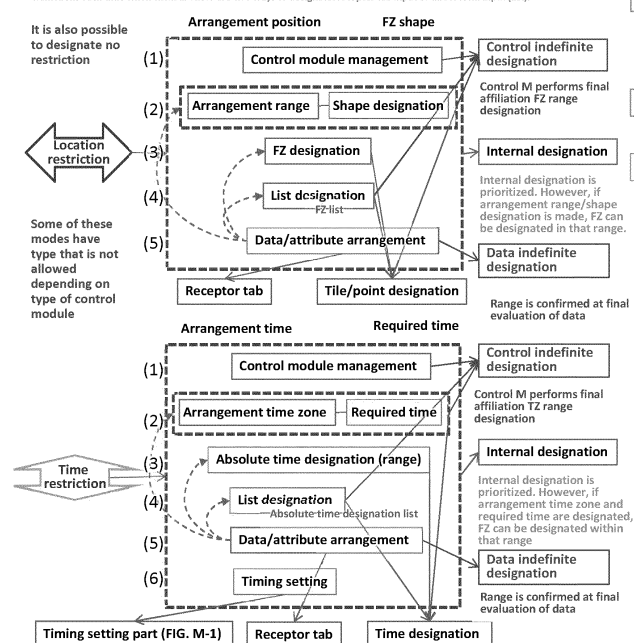 Arrangement position
FZ shape
It is also possible
to designate no
restriction
(1)
Control module management
Control indefinite
designation
Control M performs final
affiliation FZ range
designation
(2)
Arrangement range
Shape designation
Location
restriction
(3)
FZ designation
Internal designation
Internal designation is
prioritized. However, if
arrangement range/shape
designation is made, FZ can
be designated in that range.
(4)
List designation
FZ list
Some of these
modes have
type that is not
allowed
depending on
type of control
module
(5)
Data/attribute arrangement
Data indefinite
designation
Receptor tab
Tile/point designation
Range is confirmed at final
evaluation of data
Arrangement time
Required time
(1)
Control module management
Control indefinite
designation
Control M performs final
affiliation TZ range
designation
(2)
Arrangement time zone
Required time
Time
restriction
(3)
Absolute time designation (range)
Internal designation
Internal designation is
prioritized. However, if
arrangement time zone and
required time are designated,
FZ can be designated within
that range
(4)
List designation
Absolute time designation list
(5)
Data/attribute arrangement
Data indefinite
designation
(6)
Timing setting
Range is confirmed at final
evaluation of data
Timing setting part (FIG. M-1)
Receptor tab
Time designation